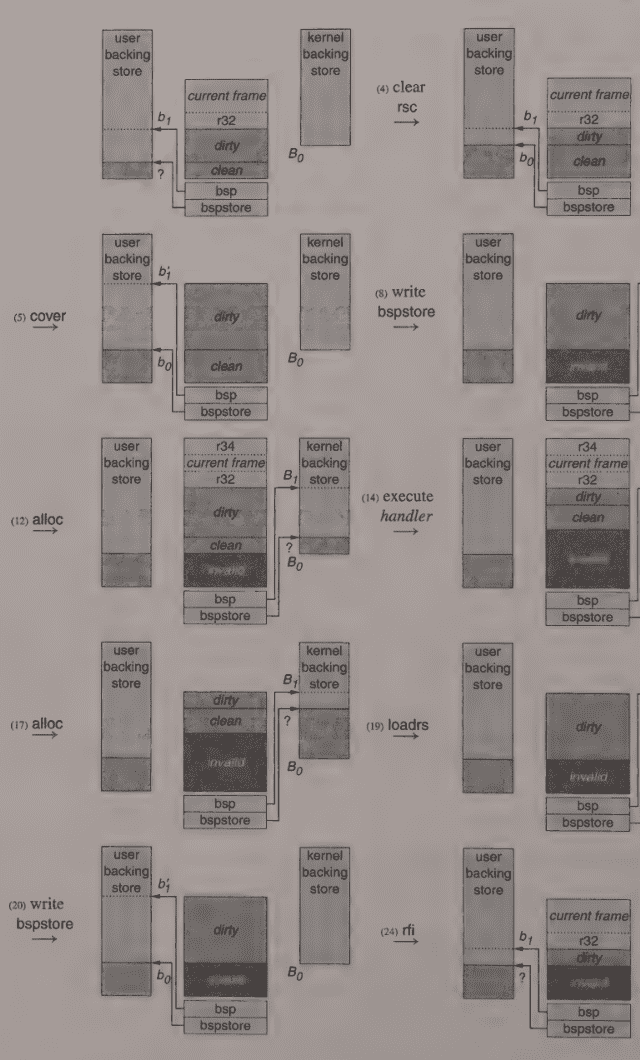 user
backing
store
current frame
r32
dirty
clean
bsp
bspstore
b1
?
kernel
backing
store
B0
(4) clear
rsc
user
backing
store
current frame
r32
dirty
clean
bsp
bspstore
b1
b0
(5) cover
user
backing
store
dirty
clean
bsp
bspstore
b'1
b0
kernel
backing
store
B0
(8) write
bspstore
user
backing
store
dirty
bsp
bspstore
(12) alloc
user
backing
store
r34
current frame
r32
dirty
clean
invalid
bsp
bspstore
kernel
backing
store
B1
?
B0
(14) execute
handler
user
backing
store
r34
current frame
r32
dirty
clean
bsp
bspstore
(17) alloc
user
backing
store
dirty
clean
invalid
bsp
bspstore
kernel
backing
store
B1
?
B0
(19) loadrs
user
backing
store
dirty
invalid
bsp
bspstore
(20) write
bspstore
user
backing
store
b'1
dirty
b0
bsp
bspstore
kernel
backing
store
B0
(24) rfi
user
backing
store
current frame
r32
dirty
invalid
bsp
bspstore
b1
?